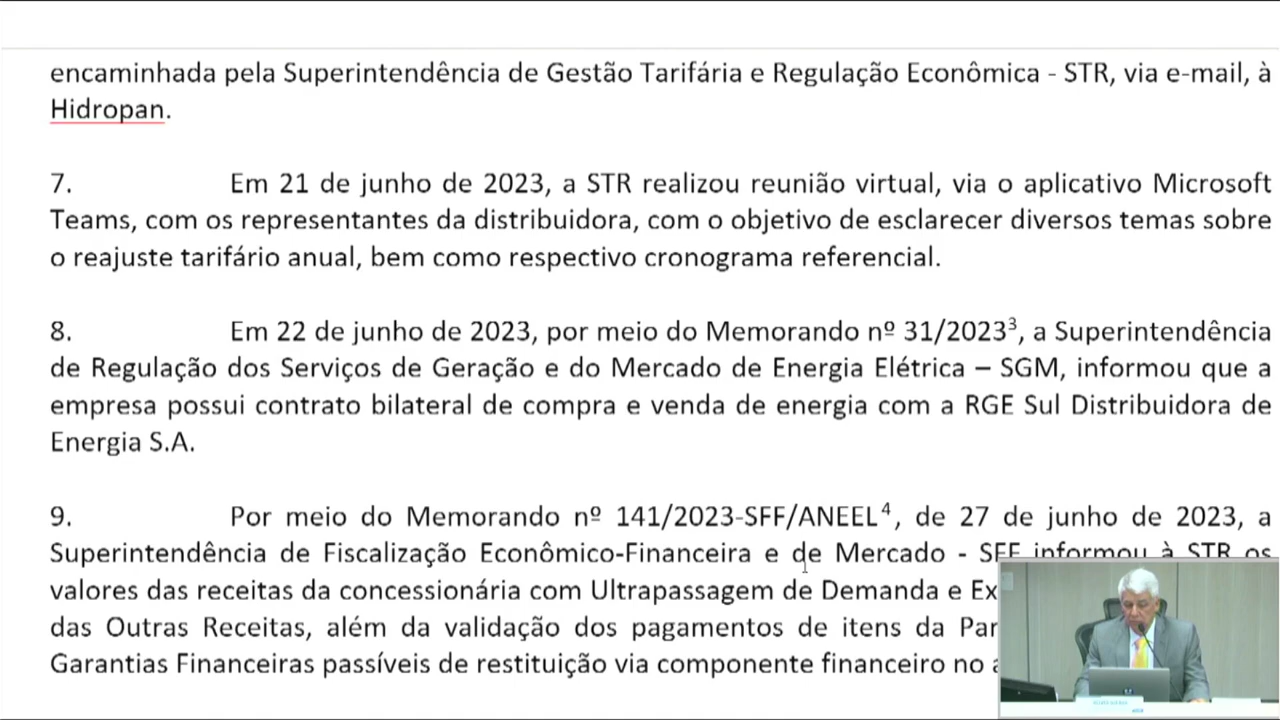 encaminhada pela Superintendência de Gestão Tarifária e Regulação Econômica - STR, via e-mail, à
Hidropan.
7. Em 21 de junho de 2023, a STR realizou reunião virtual, via o aplicativo Microsoft
Teams, com os representantes da distribuidora, com o objetivo de esclarecer diversos temas sobre
o reajuste tarifário anual, bem como respectivo cronograma referencial.
8. Em 22 de junho de 2023, por meio do Memorando nº 31/2023³, a Superintendência
de Regulação dos Serviços de Geração e do Mercado de Energia Elétrica – SGM, informou que a
empresa possui contrato bilateral de compra e venda de energia com a RGE Sul Distribuidora de
Energia S.A.
9. Por meio do Memorando nº 141/2023-SFF/ANEEL⁴, de 27 de junho de 2023, a
Superintendência de Fiscalização Econômico-Financeira e de Mercado - SFF informou à STR os
valores das receitas da concessionária com Ultrapassagem de Demanda e Ex
das Outras Receitas, além da validação dos pagamentos de itens da Par
Garantias Financeiras passíveis de restituição via componente financeiro no